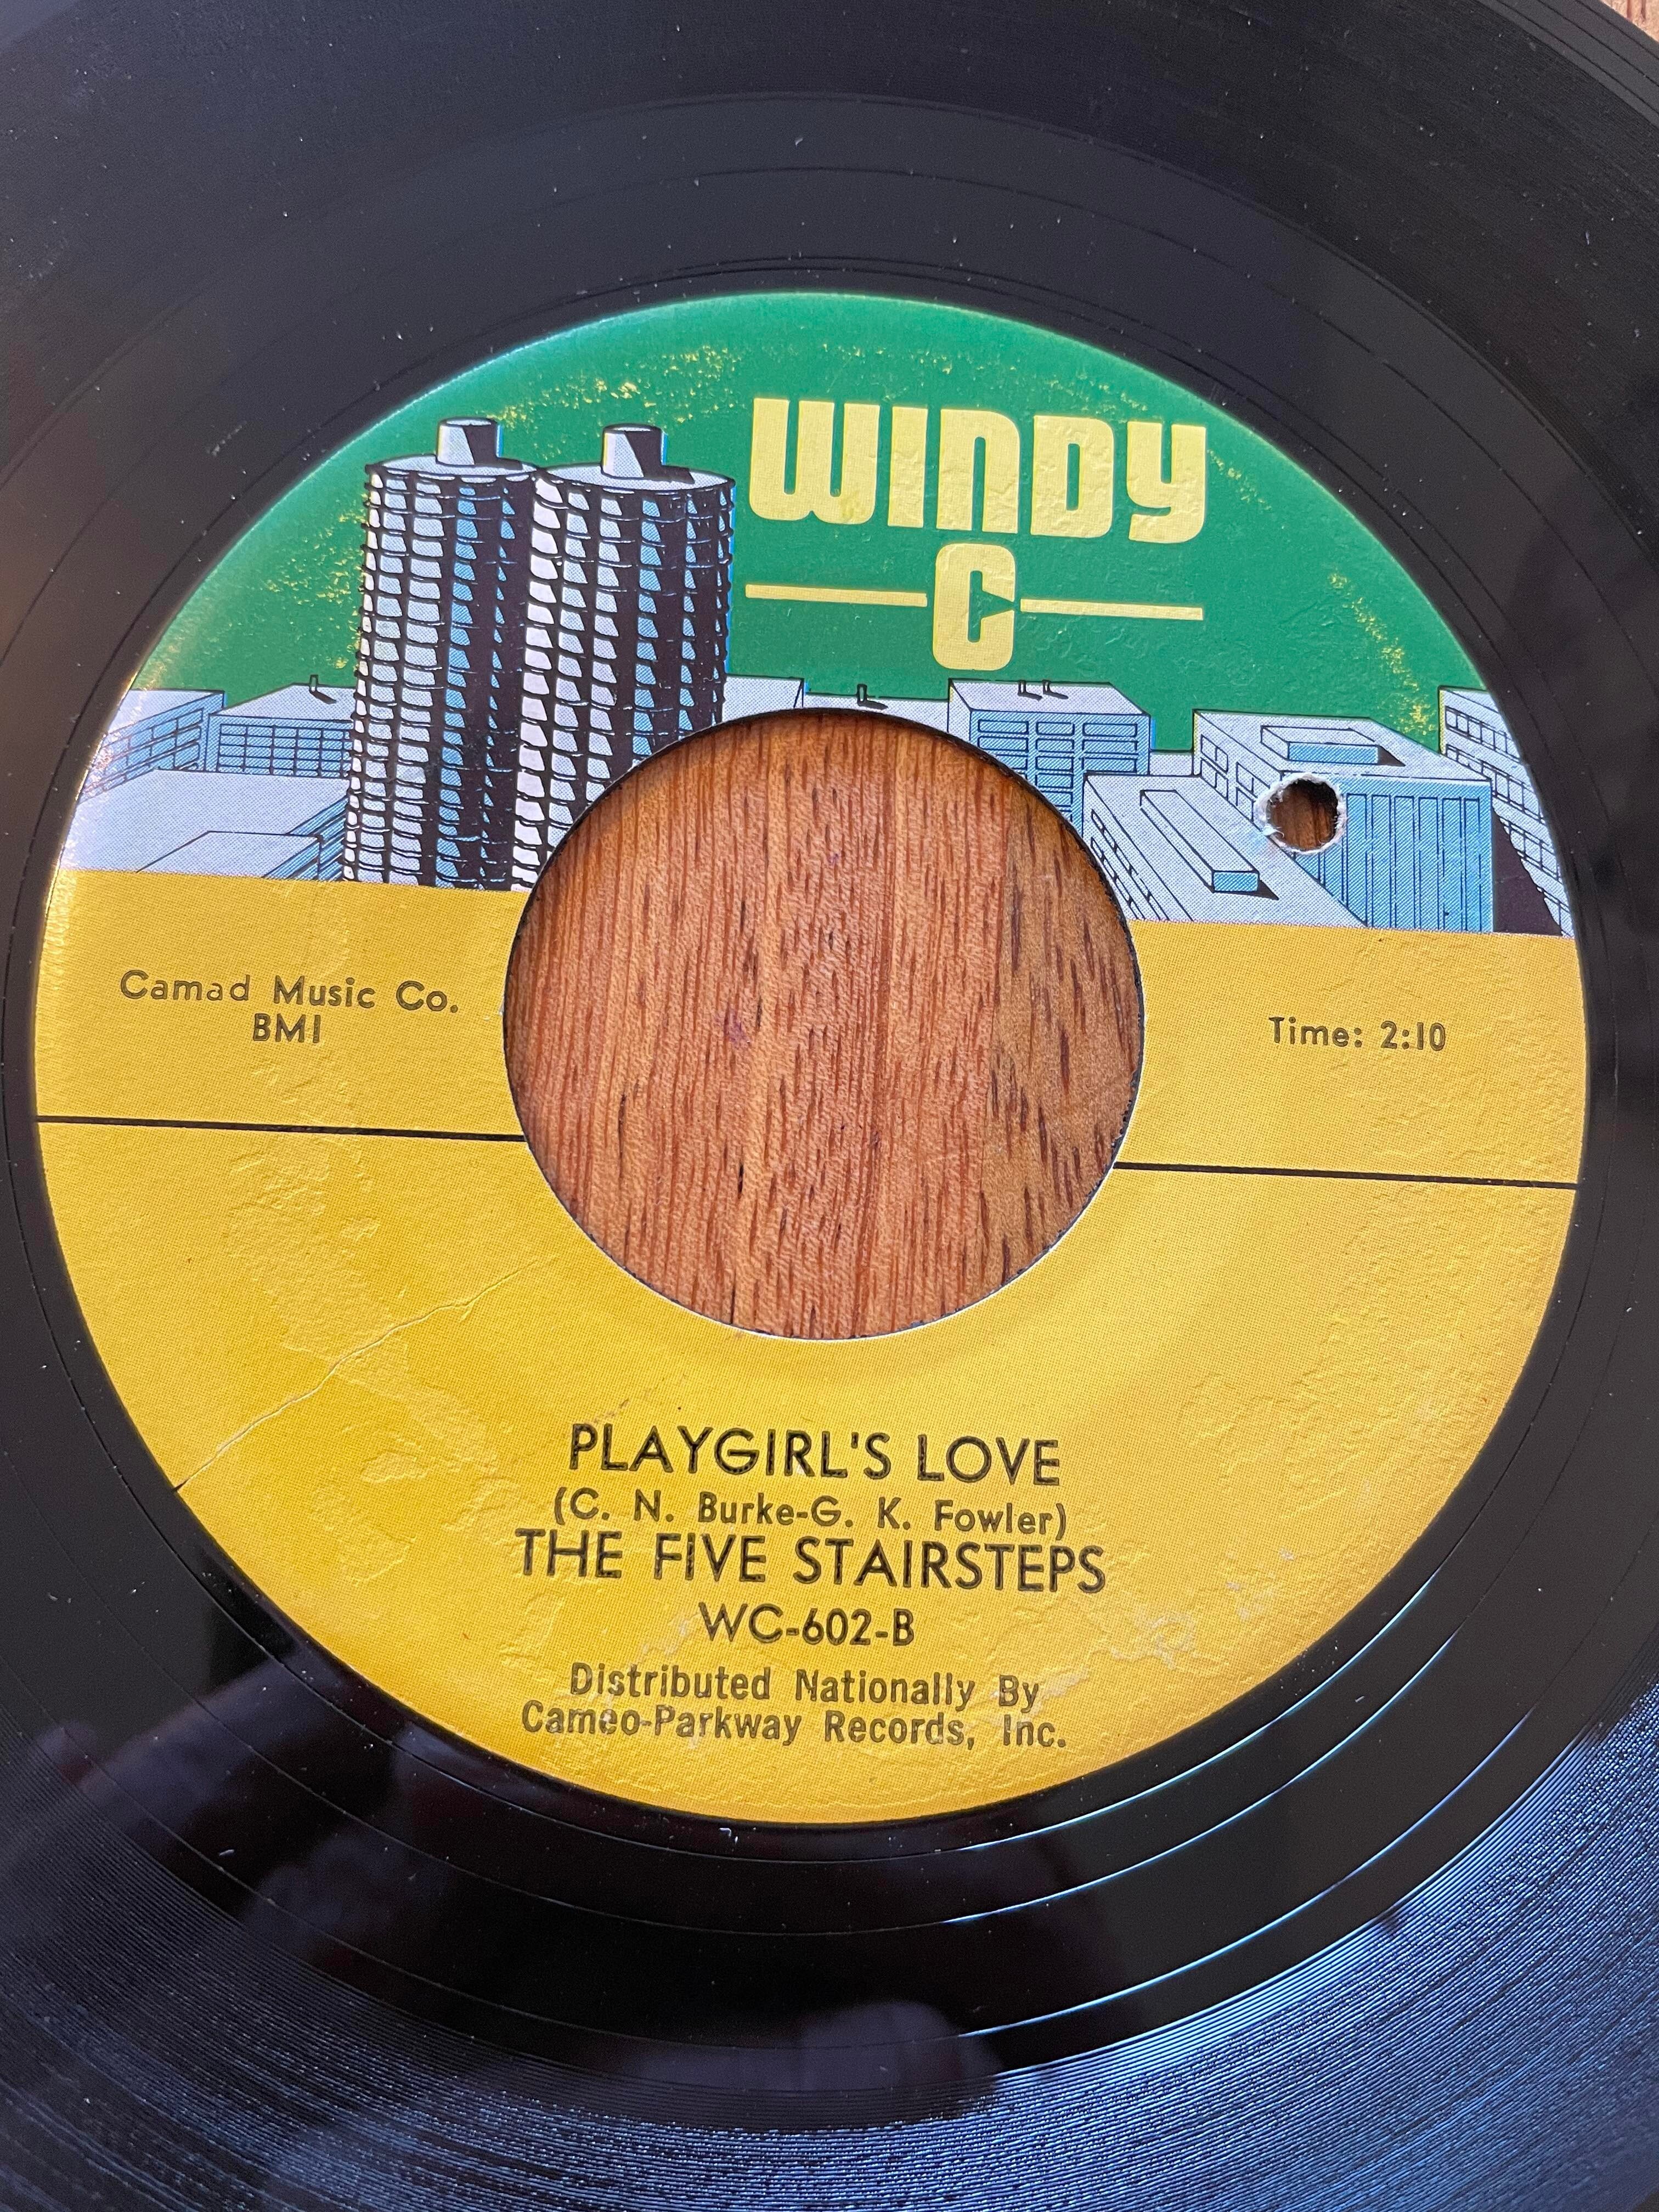 WINDY
C
Camad Music Co.
BMI
Time: 2:10
PLAYGIRL'S LOVE
(C. N. Burke-G. K. Fowler)
THE FIVE STAIRSTEPS
WC-602-B
Distributed Nationally By
Cameo-Parkway Records, Inc.